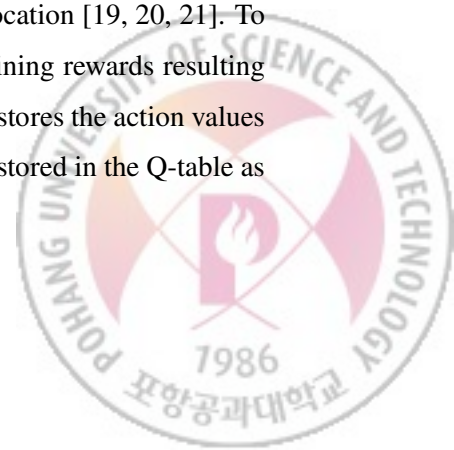 ocation [19, 20, 21]. To
ining rewards resulting
stores the action values
stored in the Q-table as
POHANG UNIVERSITY OF SCIENCE AND TECHNOLOGY
P
1986
포항공과대학교